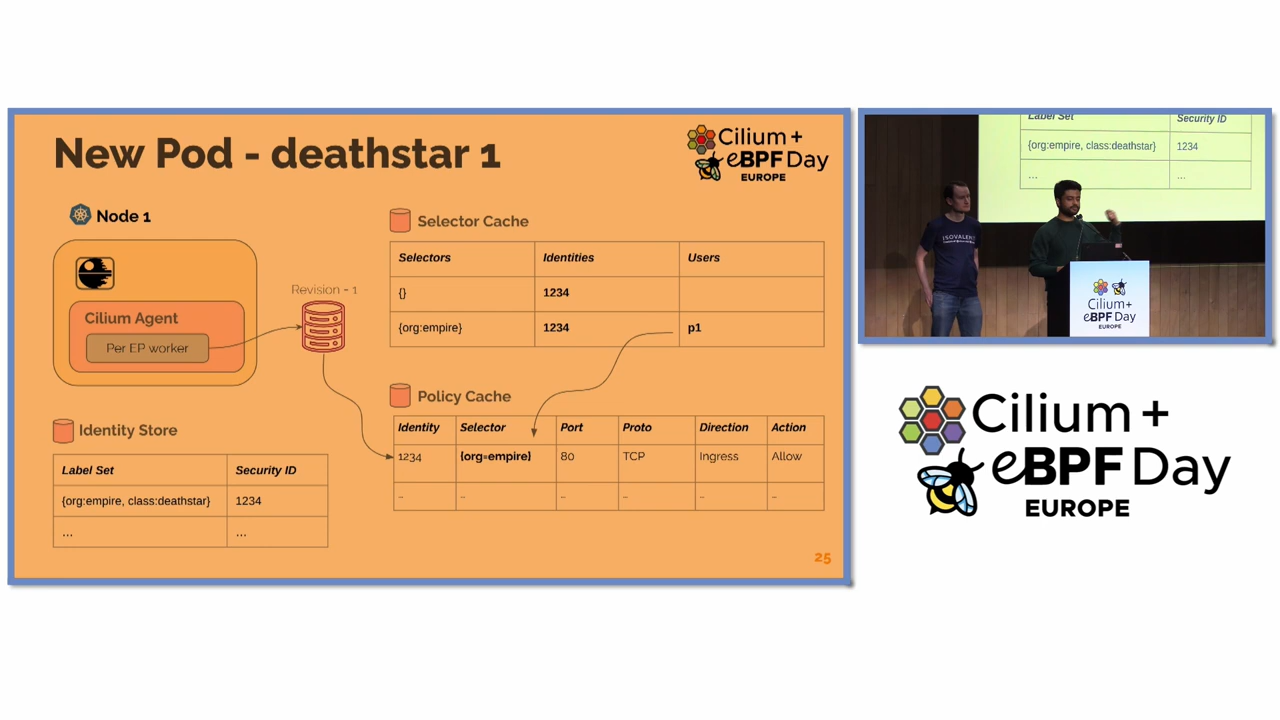 New Pod - deathstar 1
Cilium +
eBPF Day
EUROPE
Node 1
Cilium Agent
Per EP worker
Revision - 1
Selector Cache
Selectors Identities Users
{} 1234
{org:empire} 1234 p1
Policy Cache
Identity Selector Port Proto Direction Action
1234 {org=empire} 80 TCP Ingress Allow
.. .. .. .. .. ..
Identity Store
Label Set Security ID
{org:empire, class:deathstar} 1234
... ...
25
Label Set Security ID
{org:empire, class:deathstar} 1234
... ...
ISOVALENT
Cilium+
eBPF Day
EUROPE
Cilium +
eBPF Day
EUROPE